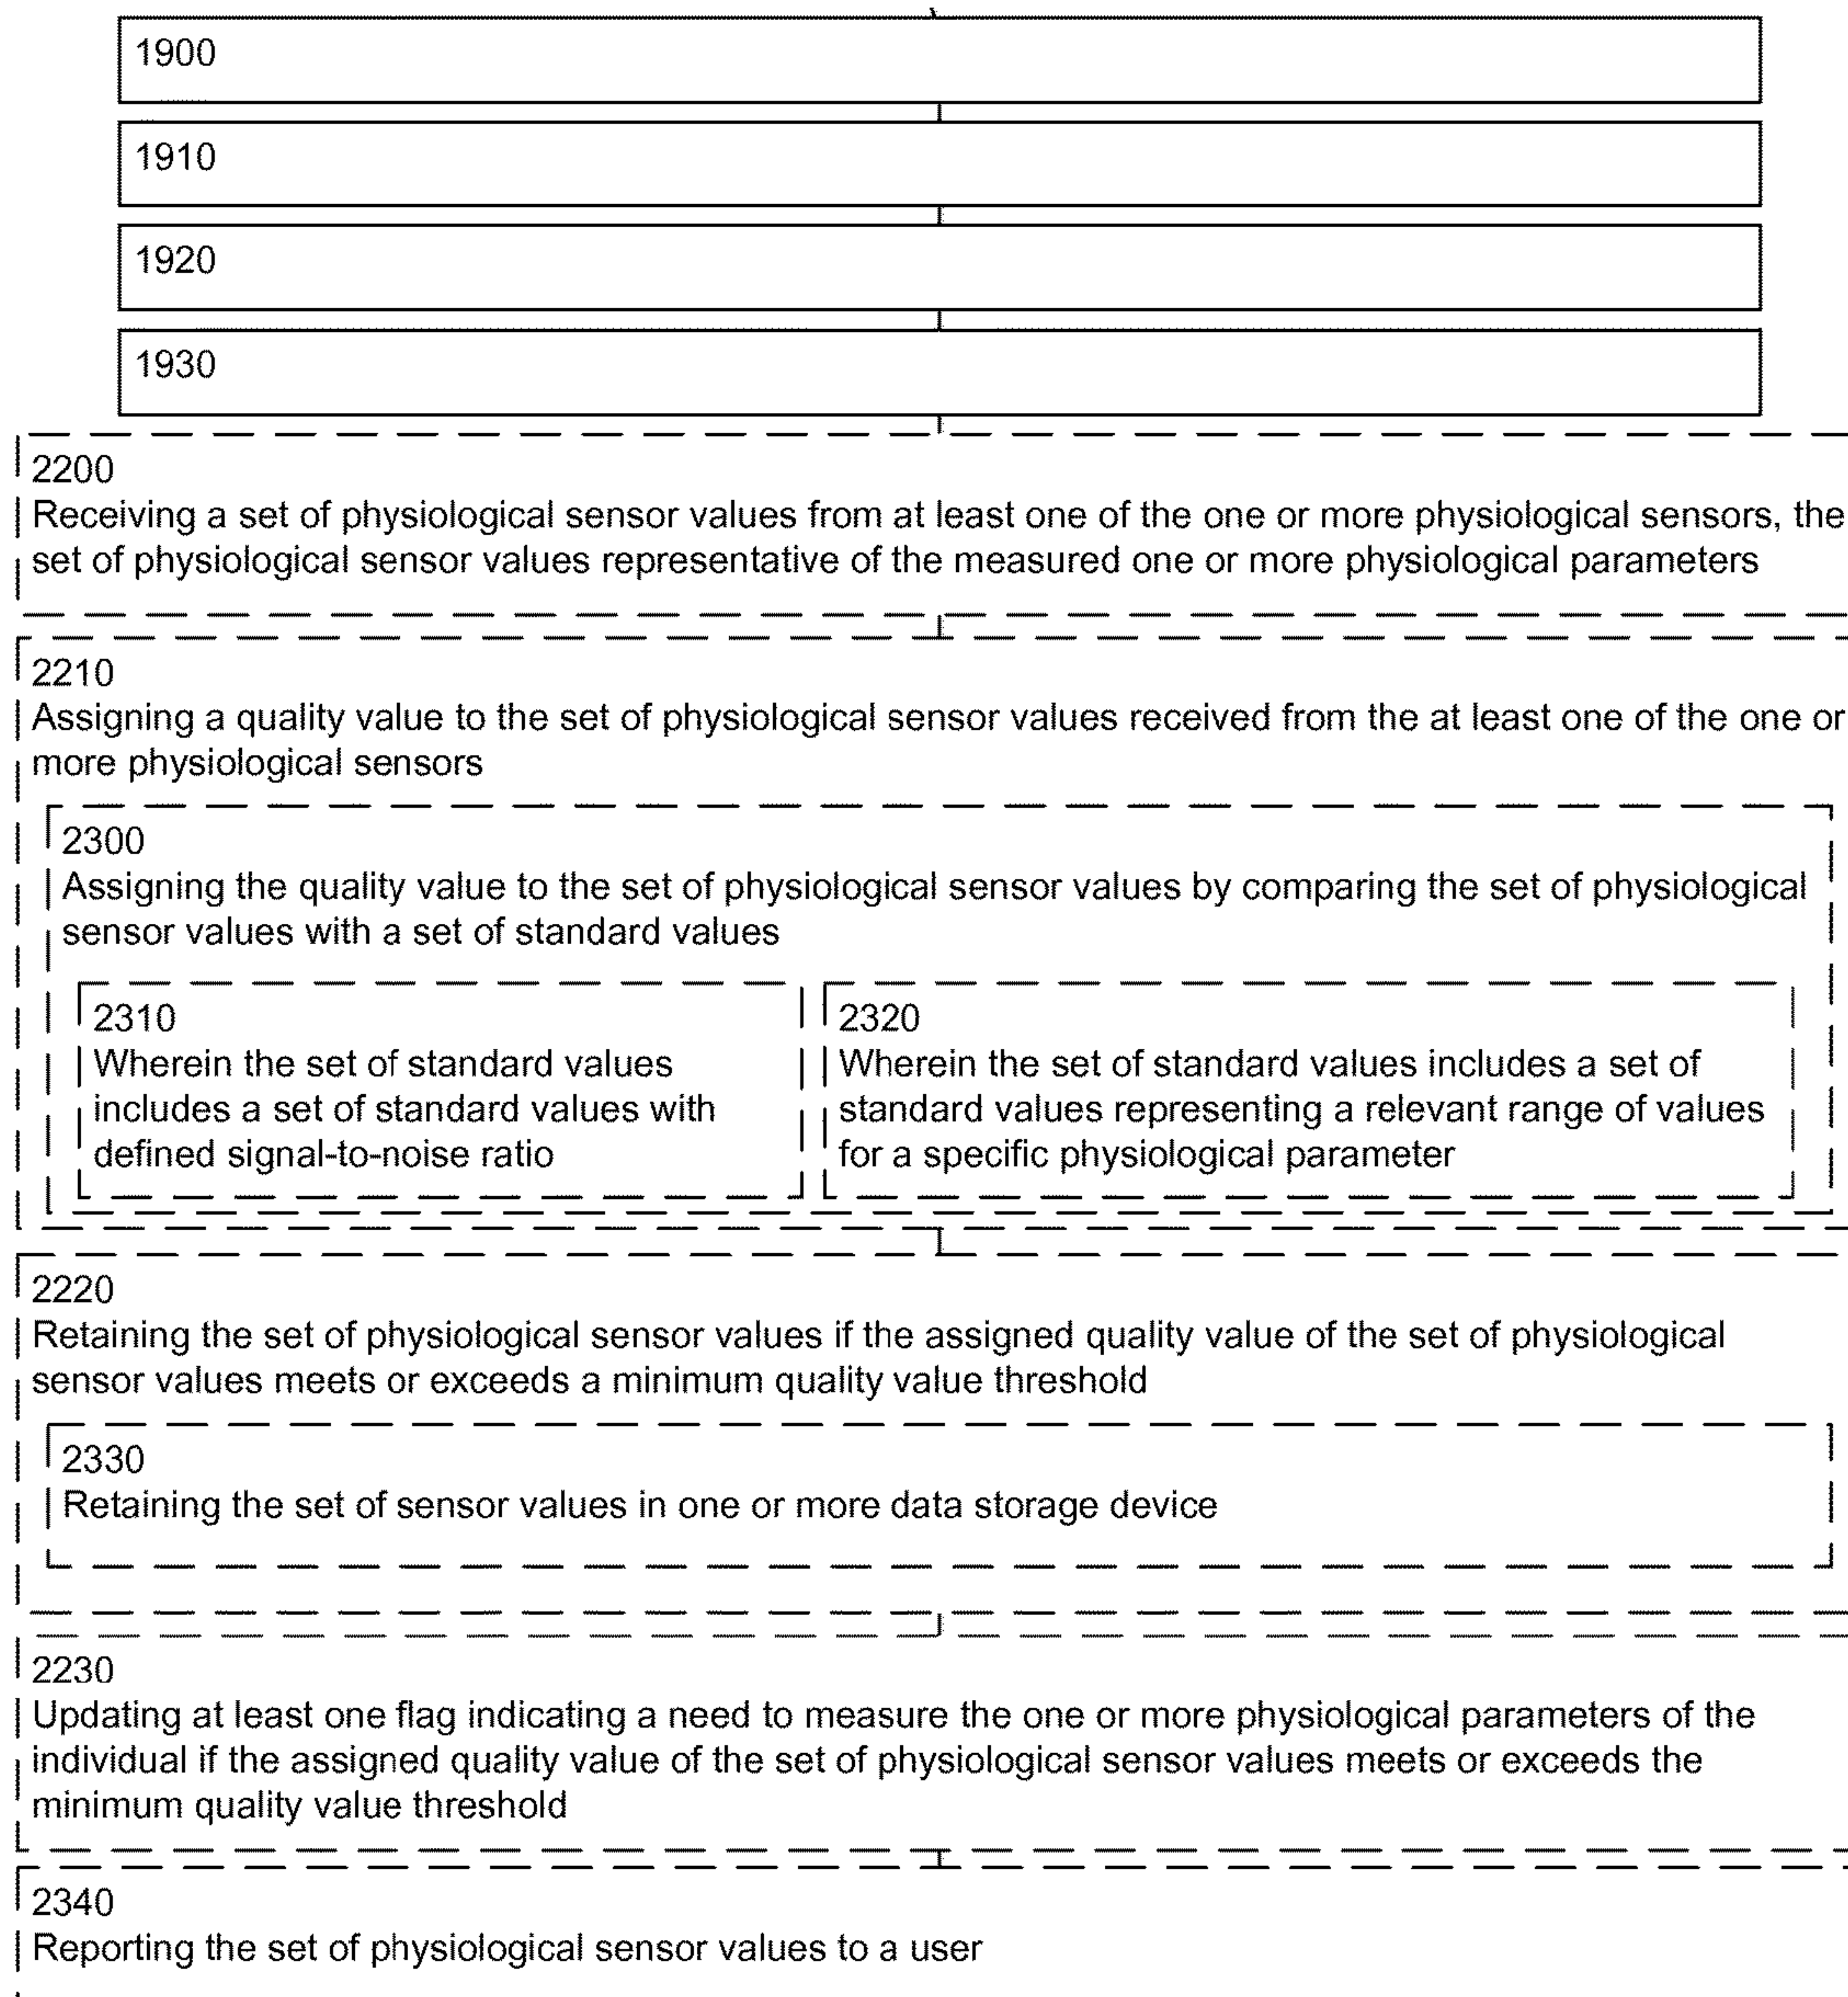 1900
1910
1920
1930
2200
Receiving a set of physiological sensor values from at least one of the one or more physiological sensors, the
set of physiological sensor values representative of the measured one or more physiological parameters
2210
Assigning a quality value to the set of physiological sensor values received from the at least one of the one or
more physiological sensors
2300
Assigning the quality value to the set of physiological sensor values by comparing the set of physiological
sensor values with a set of standard values
2310
Wherein the set of standard values
includes a set of standard values with
defined signal-to-noise ratio
2320
Wherein the set of standard values includes a set of
standard values representing a relevant range of values
for a specific physiological parameter
2220
Retaining the set of physiological sensor values if the assigned quality value of the set of physiological
sensor values meets or exceeds a minimum quality value threshold
2330
Retaining the set of sensor values in one or more data storage device
2230
Updating at least one flag indicating a need to measure the one or more physiological parameters of the
individual if the assigned quality value of the set of physiological sensor values meets or exceeds the
minimum quality value threshold
2340
Reporting the set of physiological sensor values to a user